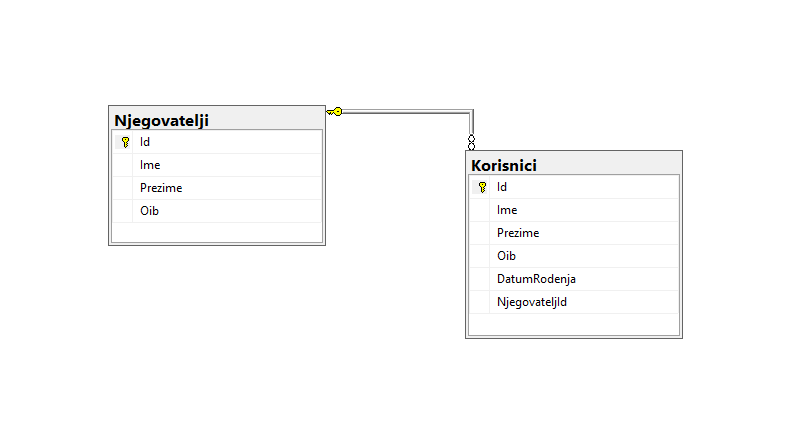 Njegovatelji
Id
Ime
Prezime
Oib
Korisnici
Id
Ime
Prezime
Oib
DatumRodenja
NjegovateljId